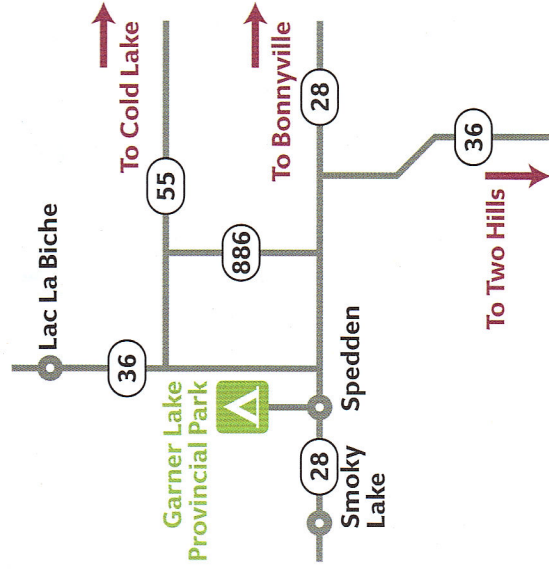 Lac La Biche
36
To Cold Lake
55
Garner Lake
Provincial Park
886
To Bonnyville
28
28
Smoky
Lake
Spedden
36
To Two Hills